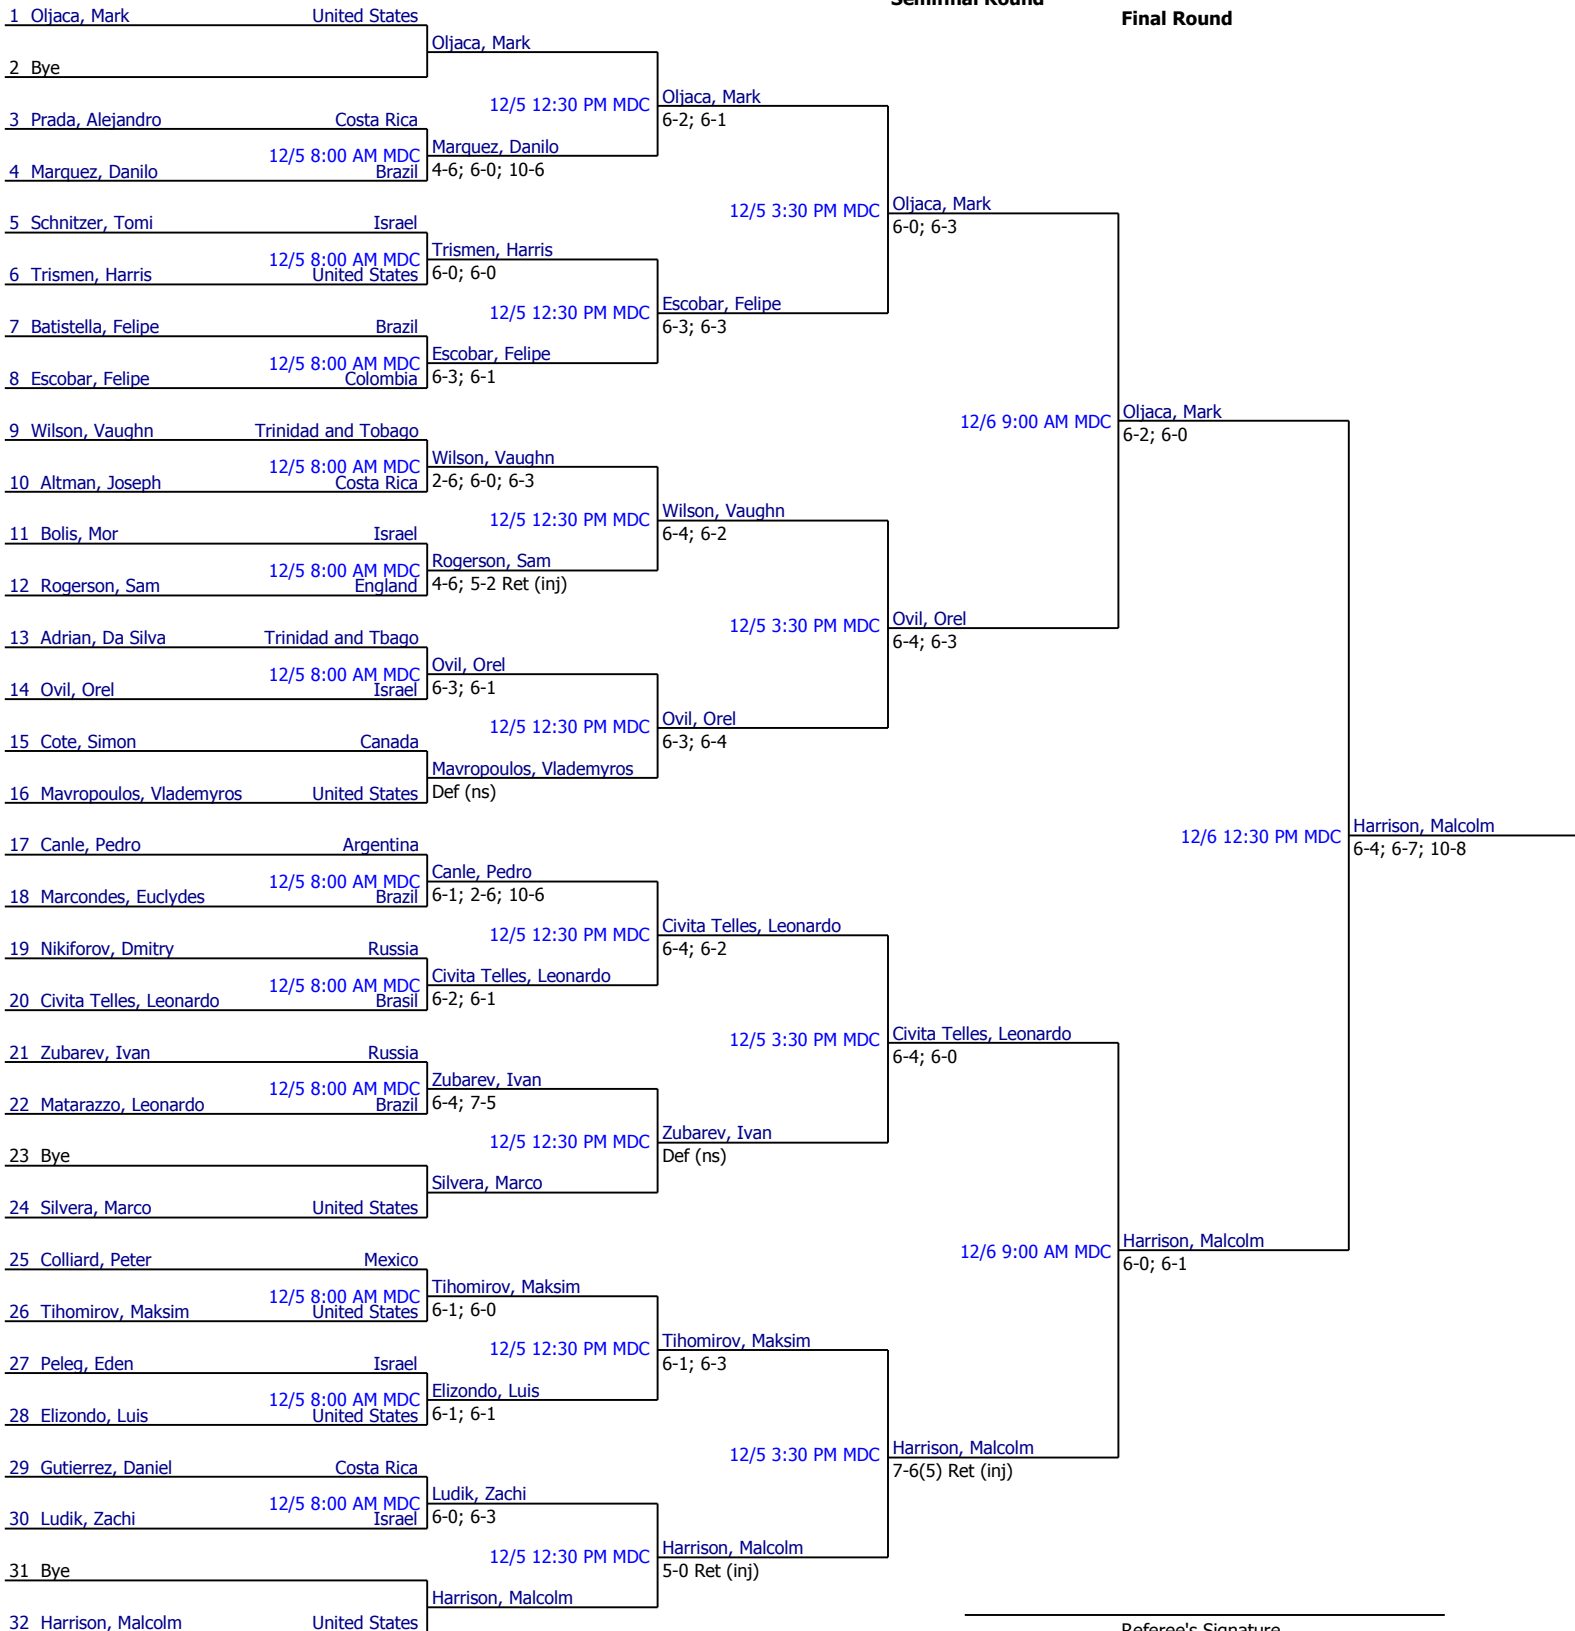 Semifinal Round
Final Round
1 Oljaca, Mark United States
Oljaca, Mark
2 Bye
12/5 12:30 PM MDC Oljaca, Mark
6-2; 6-1
3 Prada, Alejandro Costa Rica
12/5 8:00 AM MDC Marquez, Danilo
4 Marquez, Danilo Brazil 4-6; 6-0; 10-6
12/5 3:30 PM MDC Oljaca, Mark
6-0; 6-3
5 Schnitzer, Tomi Israel
12/5 8:00 AM MDC Trismen, Harris
6 Trismen, Harris United States 6-0; 6-0
12/5 12:30 PM MDC Escobar, Felipe
6-3; 6-3
7 Batistella, Felipe Brazil
12/5 8:00 AM MDC Escobar, Felipe
8 Escobar, Felipe Colombia 6-3; 6-1
12/6 9:00 AM MDC Oljaca, Mark
6-2; 6-0
9 Wilson, Vaughn Trinidad and Tobago
12/5 8:00 AM MDC Wilson, Vaughn
10 Altman, Joseph Costa Rica 2-6; 6-0; 6-3
12/5 12:30 PM MDC Wilson, Vaughn
6-4; 6-2
11 Bolis, Mor Israel
12/5 8:00 AM MDC Rogerson, Sam
12 Rogerson, Sam England 4-6; 5-2 Ret (inj)
12/5 3:30 PM MDC Ovil, Orel
6-4; 6-3
13 Adrian, Da Silva Trinidad and Tbago
12/5 8:00 AM MDC Ovil, Orel
14 Ovil, Orel Israel 6-3; 6-1
12/5 12:30 PM MDC Ovil, Orel
6-3; 6-4
15 Cote, Simon Canada
Mavropoulos, Vlademyros
16 Mavropoulos, Vlademyros United States Def (ns)
12/6 12:30 PM MDC Harrison, Malcolm
6-4; 6-7; 10-8
17 Canle, Pedro Argentina
12/5 8:00 AM MDC Canle, Pedro
18 Marcondes, Euclydes Brazil 6-1; 2-6; 10-6
12/5 12:30 PM MDC Civita Telles, Leonardo
6-4; 6-2
19 Nikiforov, Dmitry Russia
12/5 8:00 AM MDC Civita Telles, Leonardo
20 Civita Telles, Leonardo Brasil 6-2; 6-1
12/5 3:30 PM MDC Civita Telles, Leonardo
6-4; 6-0
21 Zubarev, Ivan Russia
12/5 8:00 AM MDC Zubarev, Ivan
22 Matarazzo, Leonardo Brazil 6-4; 7-5
12/5 12:30 PM MDC Zubarev, Ivan
Def (ns)
23 Bye
Silvera, Marco
24 Silvera, Marco United States
12/6 9:00 AM MDC Harrison, Malcolm
6-0; 6-1
25 Colliard, Peter Mexico
12/5 8:00 AM MDC Tihomirov, Maksim
26 Tihomirov, Maksim United States 6-1; 6-0
12/5 12:30 PM MDC Tihomirov, Maksim
6-1; 6-3
27 Peleg, Eden Israel
12/5 8:00 AM MDC Elizondo, Luis
28 Elizondo, Luis United States 6-1; 6-1
12/5 3:30 PM MDC Harrison, Malcolm
7-6(5) Ret (inj)
29 Gutierrez, Daniel Costa Rica
12/5 8:00 AM MDC Ludik, Zachi
30 Ludik, Zachi Israel 6-0; 6-3
12/5 12:30 PM MDC Harrison, Malcolm
5-0 Ret (inj)
31 Bye
Harrison, Malcolm
32 Harrison, Malcolm United States
Referee's Signature